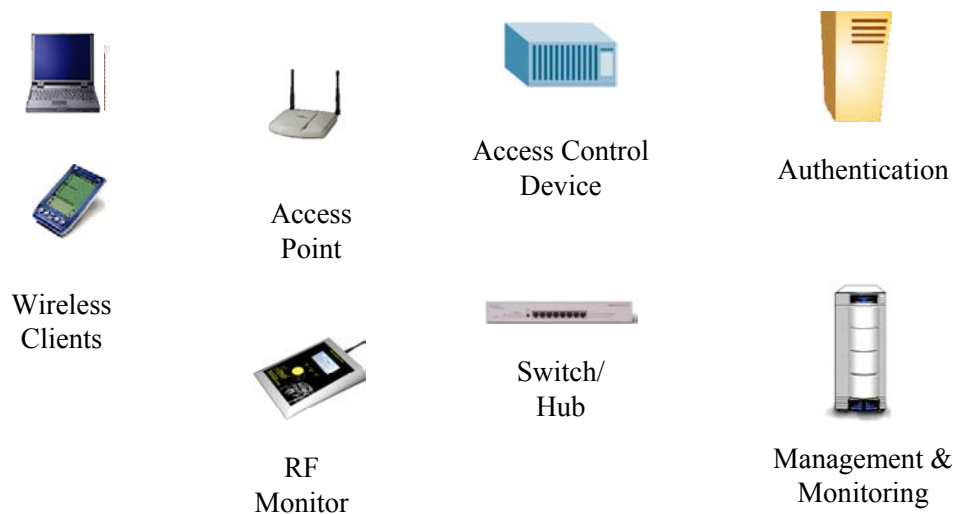 Access Control
Device
Authentication
Access
Point
Wireless
Clients
Switch/
Hub
RF
Monitor
Management &
Monitoring